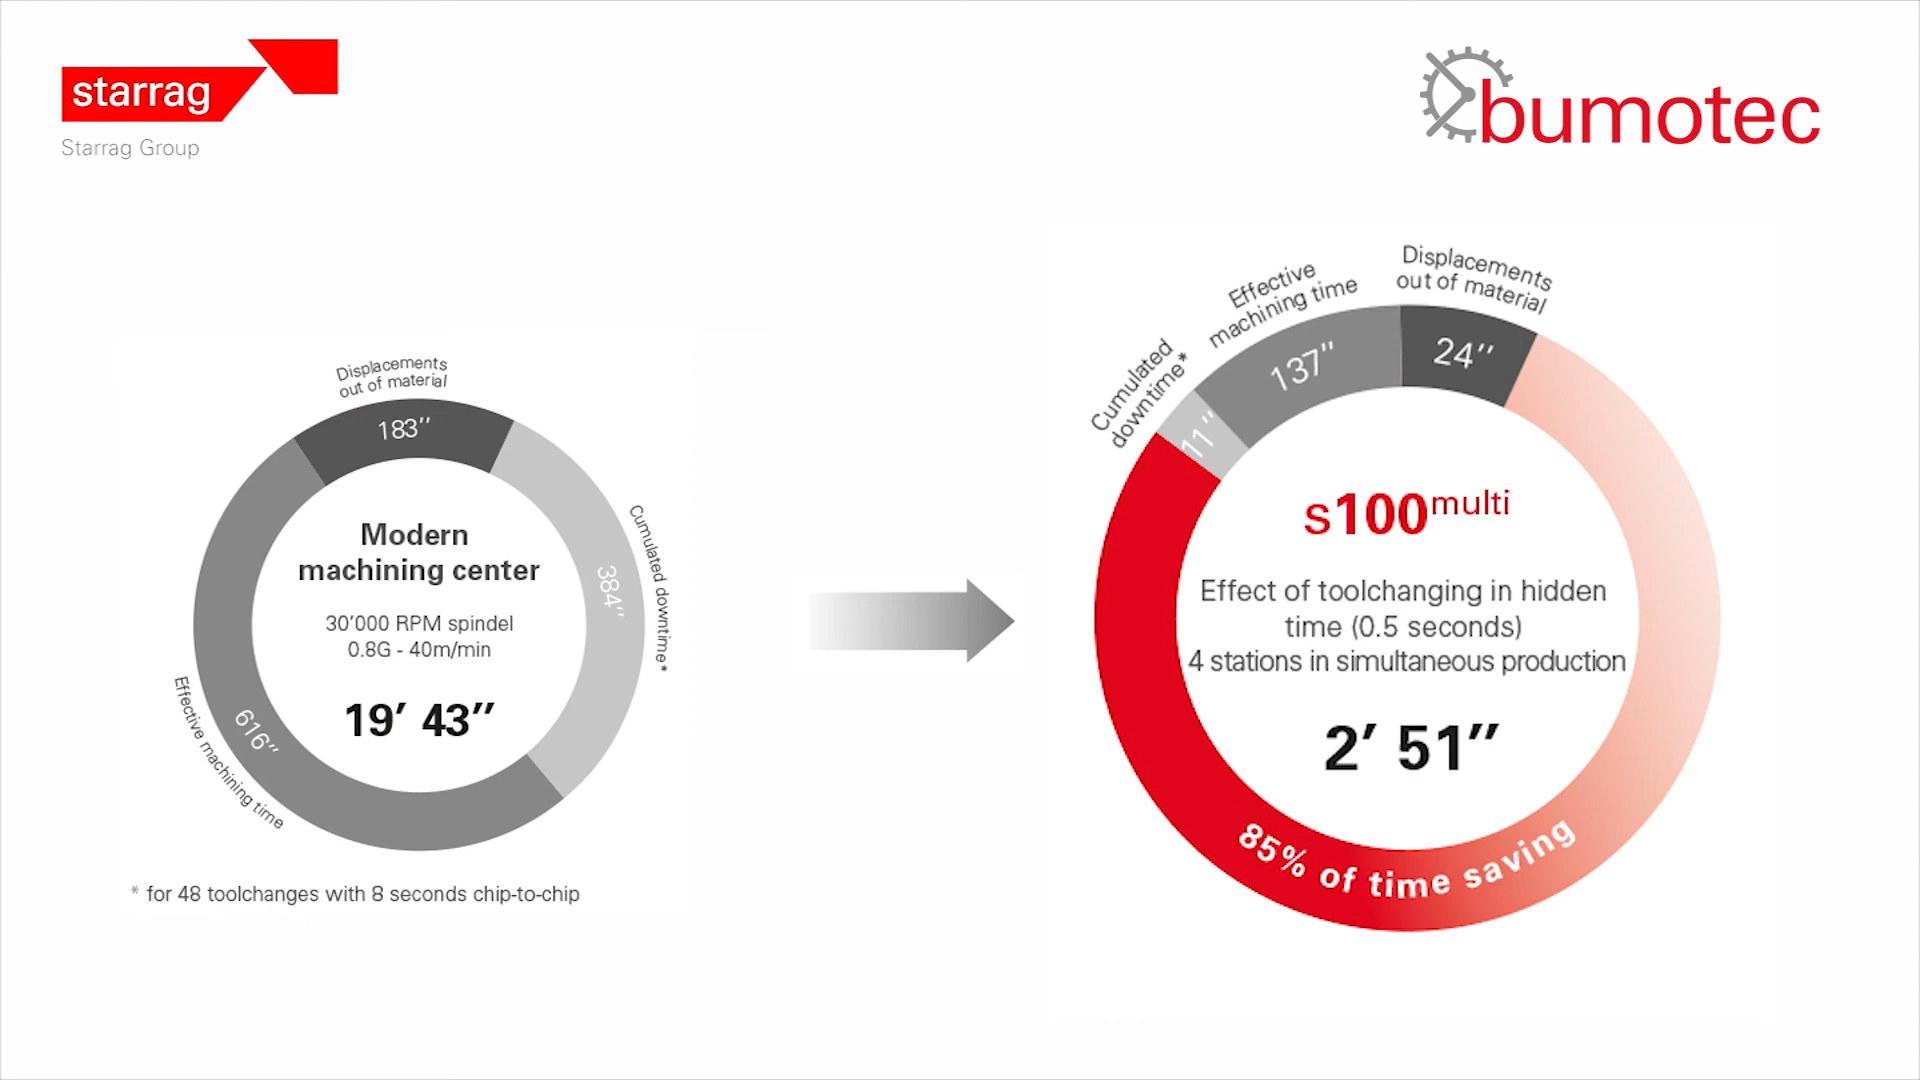 starrag
Starrag Group
bumotec
Displacements
out of material
183’’
Cumulated downtime*
384’’
Effective machining time
616’’
Modern
machining center
30’000 RPM spindel
0.8G - 40m/min
19’ 43’’
* for 48 toolchanges with 8 seconds chip-to-chip
Cumulated
downtime*
11’’
Effective
machining time
137’’
Displacements
out of material
24’’
s100multi
Effect of toolchanging in hidden
time (0.5 seconds)
4 stations in simultaneous production
2’ 51’’
85% of time saving